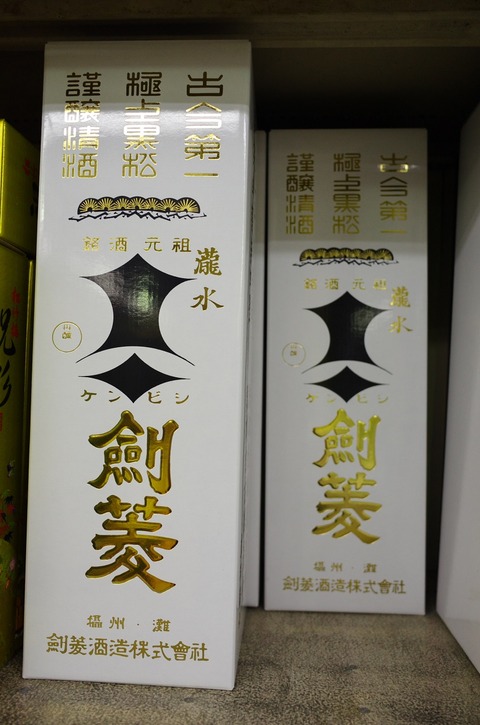 古今第一
極上黒松
謹醸清酒
銘酒元祖
瀧水
ケンビシ
劍菱
攝州・灘
劍菱酒造株式會社
古今第一
極上黒松
謹醸清酒
銘酒元祖
瀧水
ケンビシ
劍菱
攝州・灘
劍菱酒造株式會社